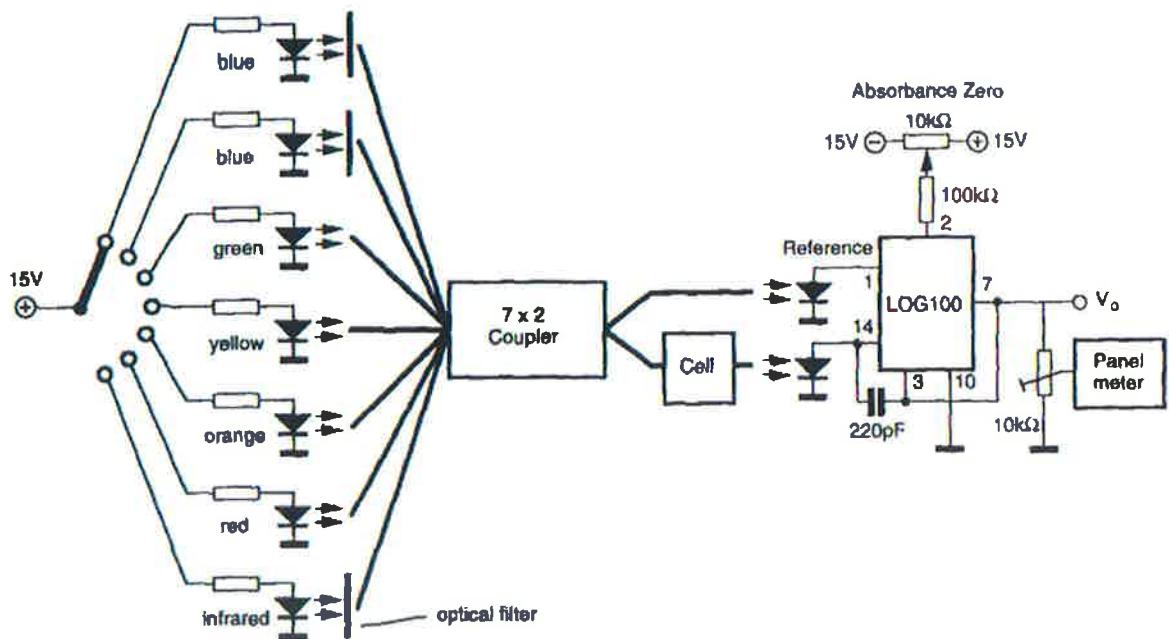 blue
blue
green
yellow
orange
red
infrared
optical filter
15V
7 x 2
Coupler
Cell
Absorbance Zero
10kΩ
15V
15V
100kΩ
2
Reference
1
7
LOG100
V₀
14
3
10
220pF
10kΩ
Panel
meter